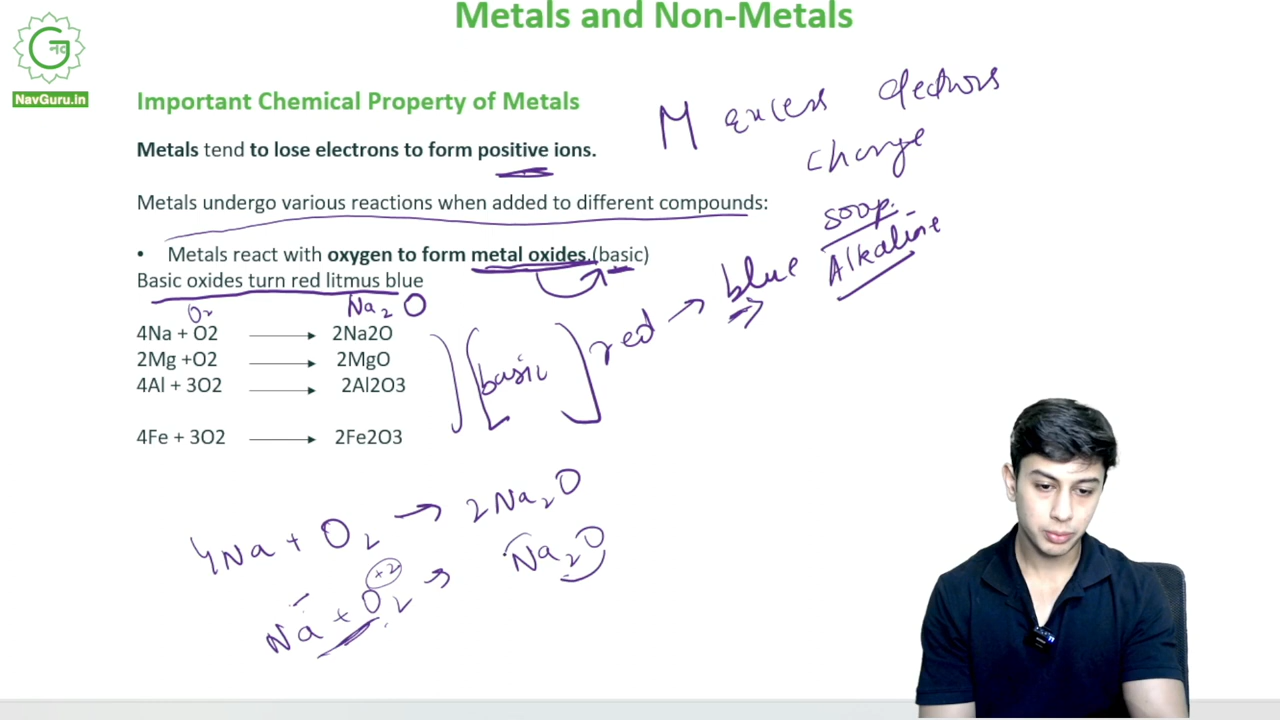 Metals and Non-Metals
नव
NavGuru.in
Important Chemical Property of Metals
M excess electrons
Metals tend to lose electrons to form positive ions.
charge
Metals undergo various reactions when added to different compounds:
soap.
Alkaline
• Metals react with oxygen to form metal oxides.(basic)
Basic oxides turn red litmus blue
red → blue
O2 Na2O
4Na + O2 → 2Na2O
2Mg +O2 → 2MgO
[basic]
4Al + 3O2 → 2Al2O3
4Fe + 3O2 → 2Fe2O3
4Na + O2 → 2Na2O
Na- + O2 +2 → Na2O